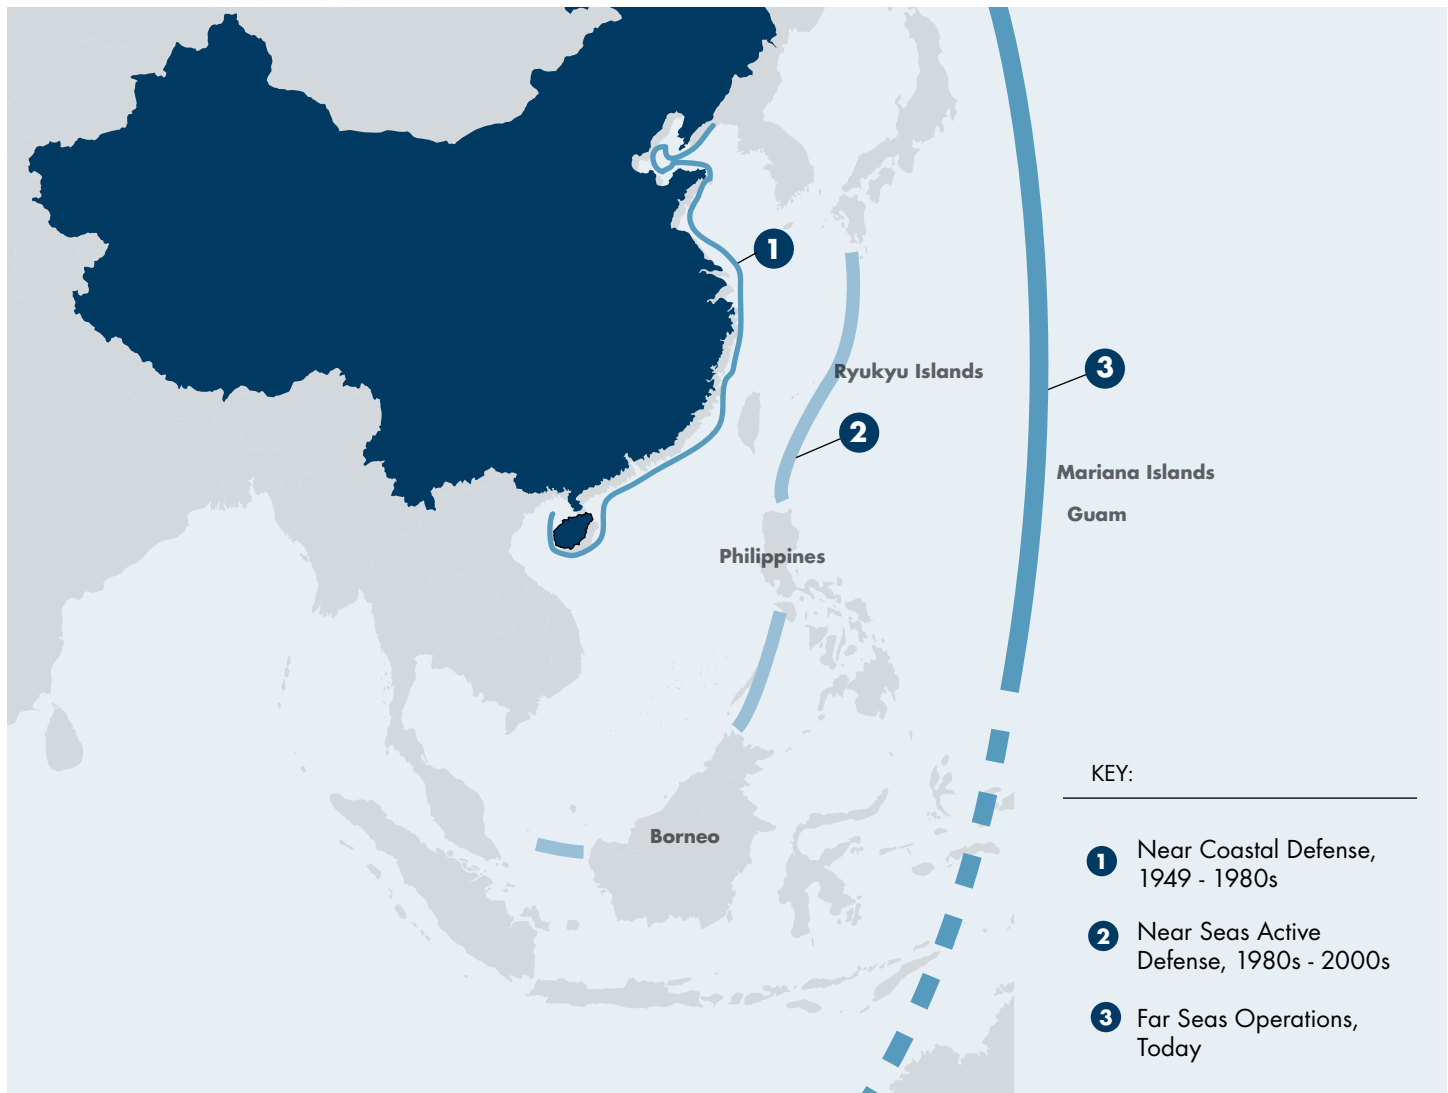 1
Ryukyu Islands
3
2
Mariana Islands
Guam
Philippines
KEY:
Borneo
1 Near Coastal Defense,
1949 - 1980s
2 Near Seas Active
Defense, 1980s - 2000s
3 Far Seas Operations,
Today